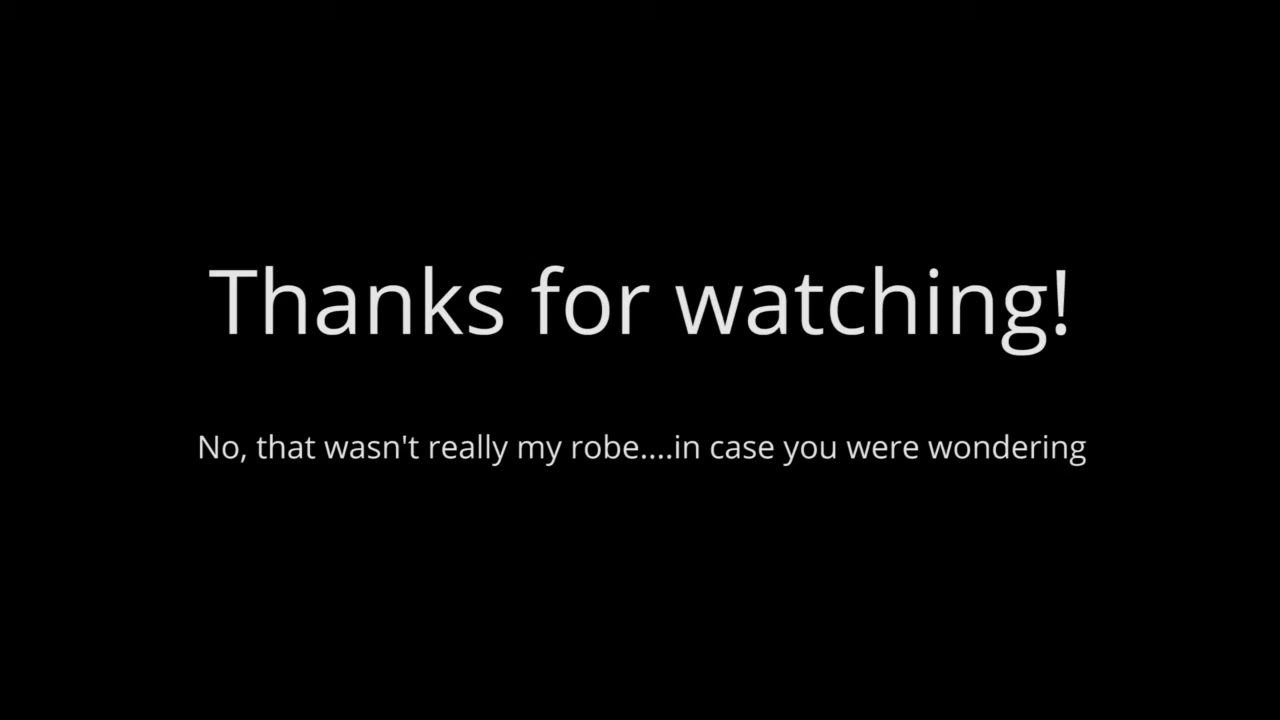 Thanks for watching!
No, that wasn't really my robe....in case you were wondering